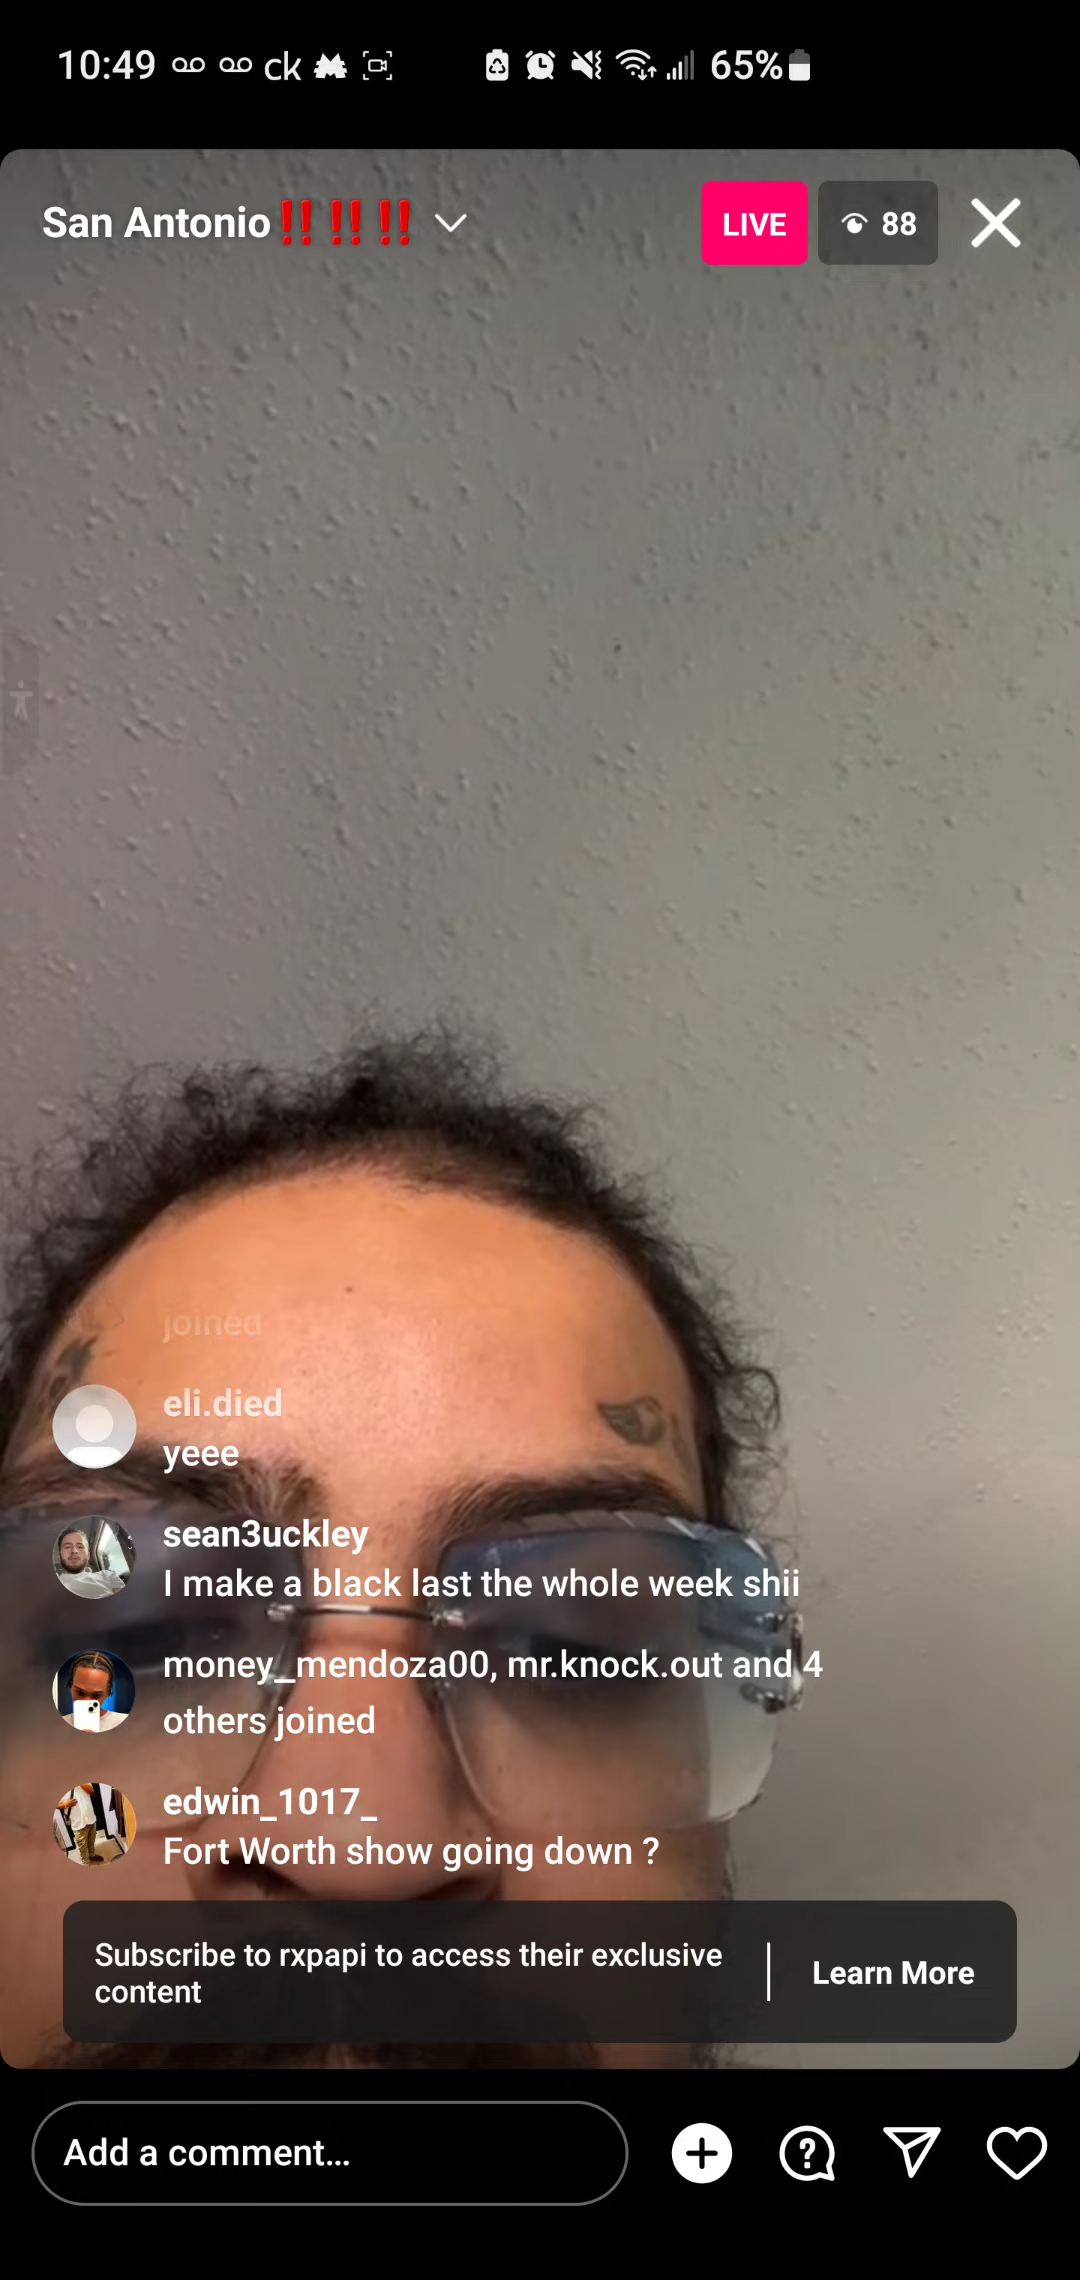 10:49 ck 65%
San Antonio‼️‼️‼️ LIVE 88
joined
eli.died
yeee
sean3uckley
I make a black last the whole week shii
money_mendoza00, mr.knock.out and 4
others joined
edwin_1017_
Fort Worth show going down ?
Subscribe to rxpapi to access their exclusive
content
Learn More
Add a comment...